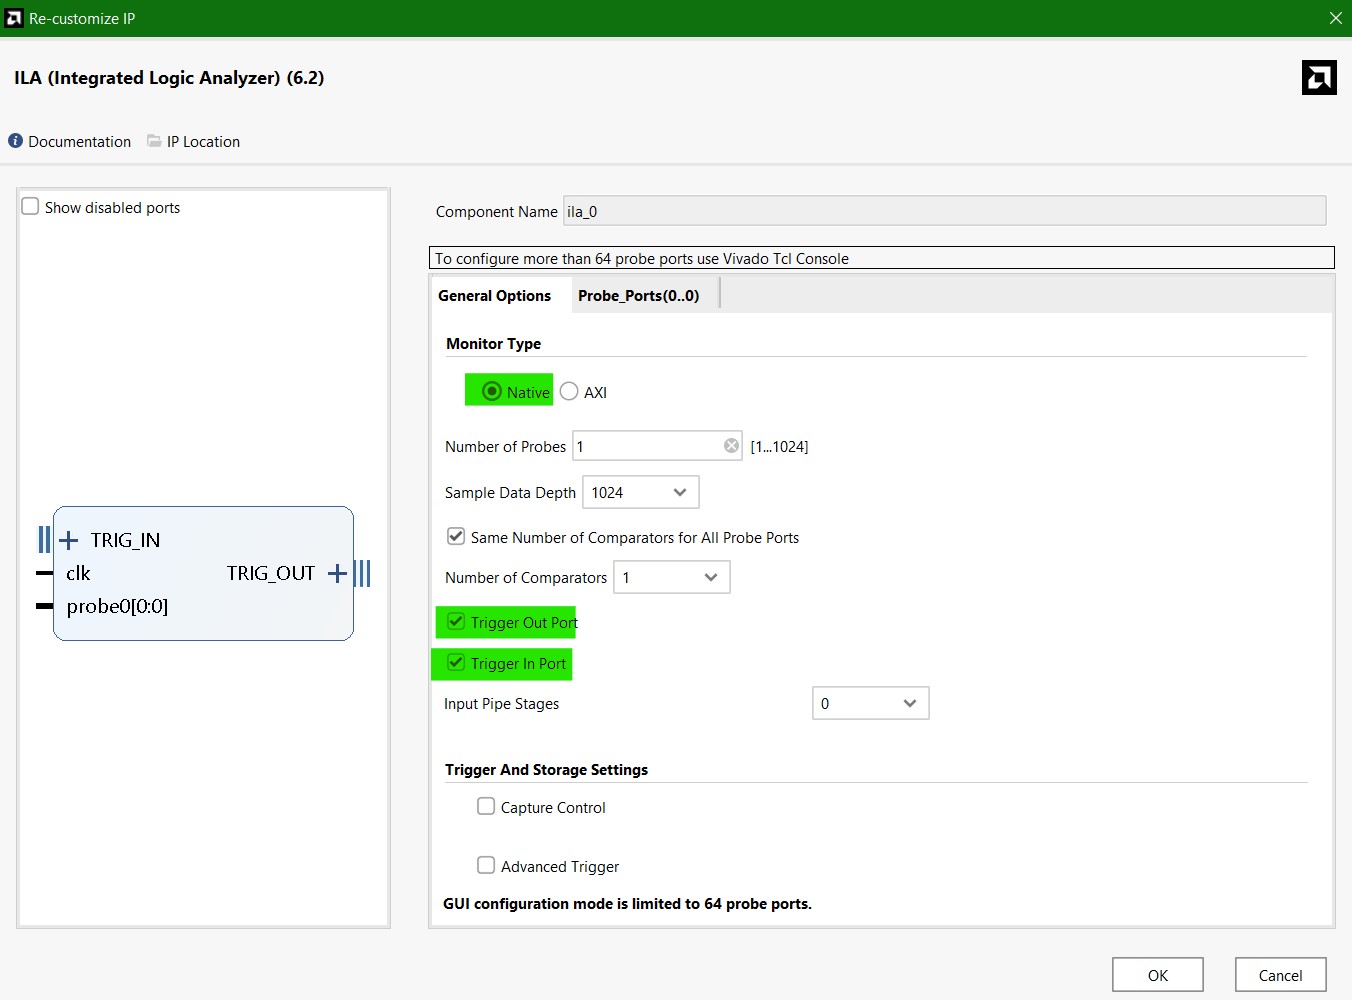 Re-customize IP
ILA (Integrated Logic Analyzer) (6.2)
Documentation IP Location
Show disabled ports
TRIG_IN
clk
TRIG_OUT
probe0[0:0]
Component Name ila_0
To configure more than 64 probe ports use Vivado Tcl Console
General Options Probe_Ports(0..0)
Monitor Type
Native AXI
Number of Probes 1 [1...1024]
Sample Data Depth 1024
Same Number of Comparators for All Probe Ports
Number of Comparators 1
Trigger Out Port
Trigger In Port
Input Pipe Stages 0
Trigger And Storage Settings
Capture Control
Advanced Trigger
GUI configuration mode is limited to 64 probe ports.
OK Cancel